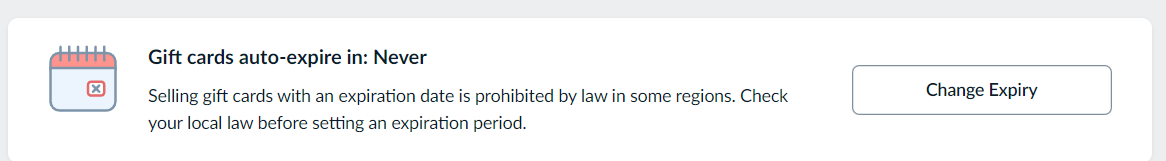 Gift cards auto-expire in: Never
Selling gift cards with an expiration date is prohibited by law in some regions. Check
your local law before setting an expiration period.
Change Expiry